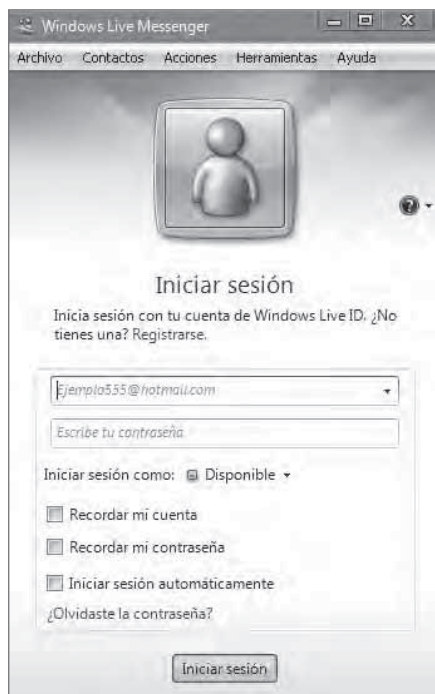 Windows Live Messenger
Archivo Contactos Acciones Herramientas Ayuda
Iniciar sesión
Inicia sesión con tu cuenta de Windows Live ID. ¿No
tienes una? Registrarse.
Ejemplo555@hotmail.com
Escribe tu contraseña
Iniciar sesión como: Disponible
Recordar mi cuenta
Recordar mi contraseña
Iniciar sesión automáticamente
¿Olvidaste la contraseña?
Iniciar sesión